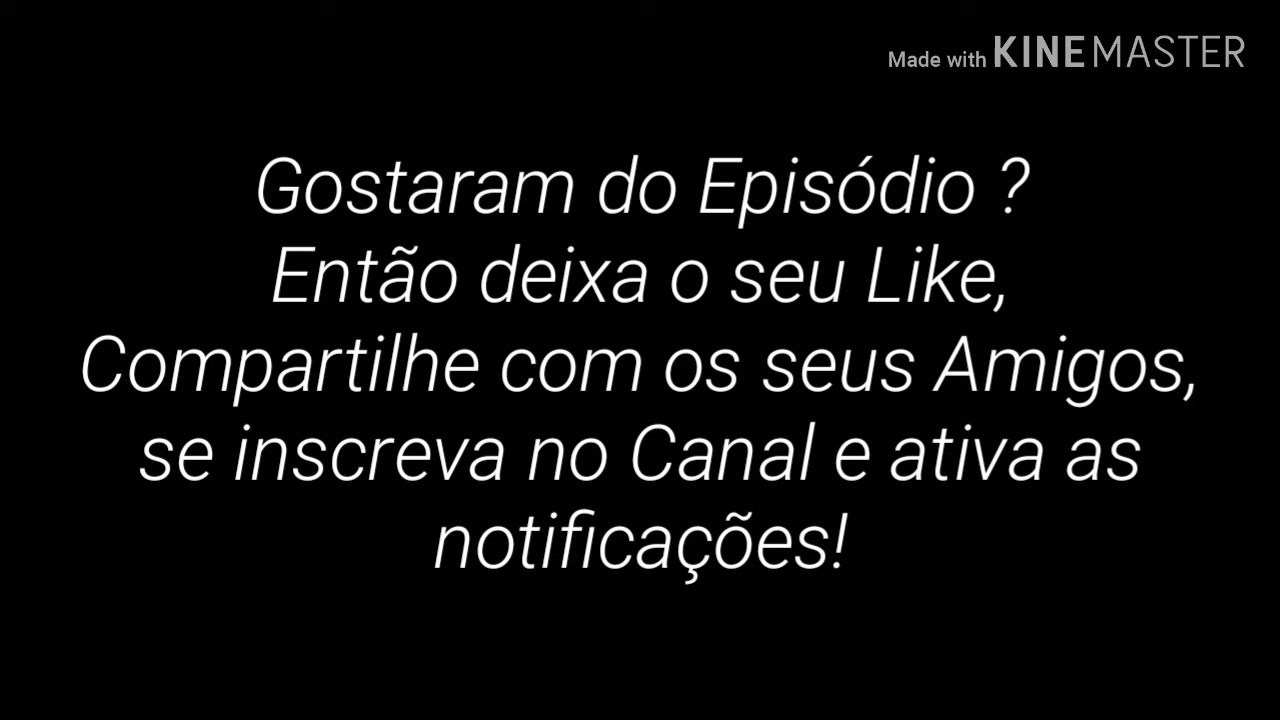 Made with KINEMASTER
Gostaram do Episódio ?
Então deixa o seu Like,
Compartilhe com os seus Amigos,
se inscreva no Canal e ativa as
notificações!